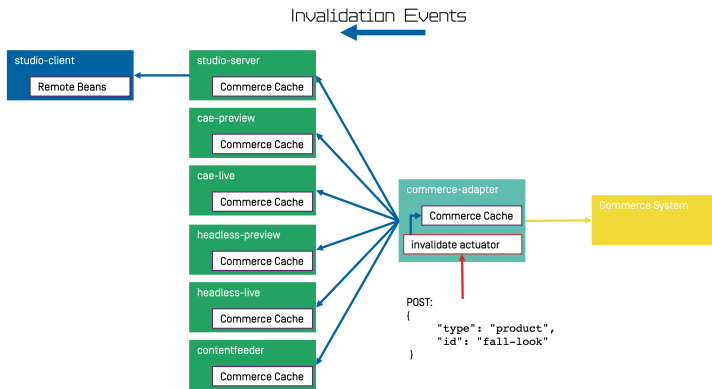 Invalidation Events
studio-client
Remote Beans
studio-server
Commerce Cache
cae-preview
Commerce Cache
cae-live
Commerce Cache
headless-preview
Commerce Cache
headless-live
Commerce Cache
contentfeeder
Commerce Cache
commerce-adapter
Commerce Cache
invalidate actuator
Commerce System
POST:
{
"type": "product",
"id": "fall-look"
}